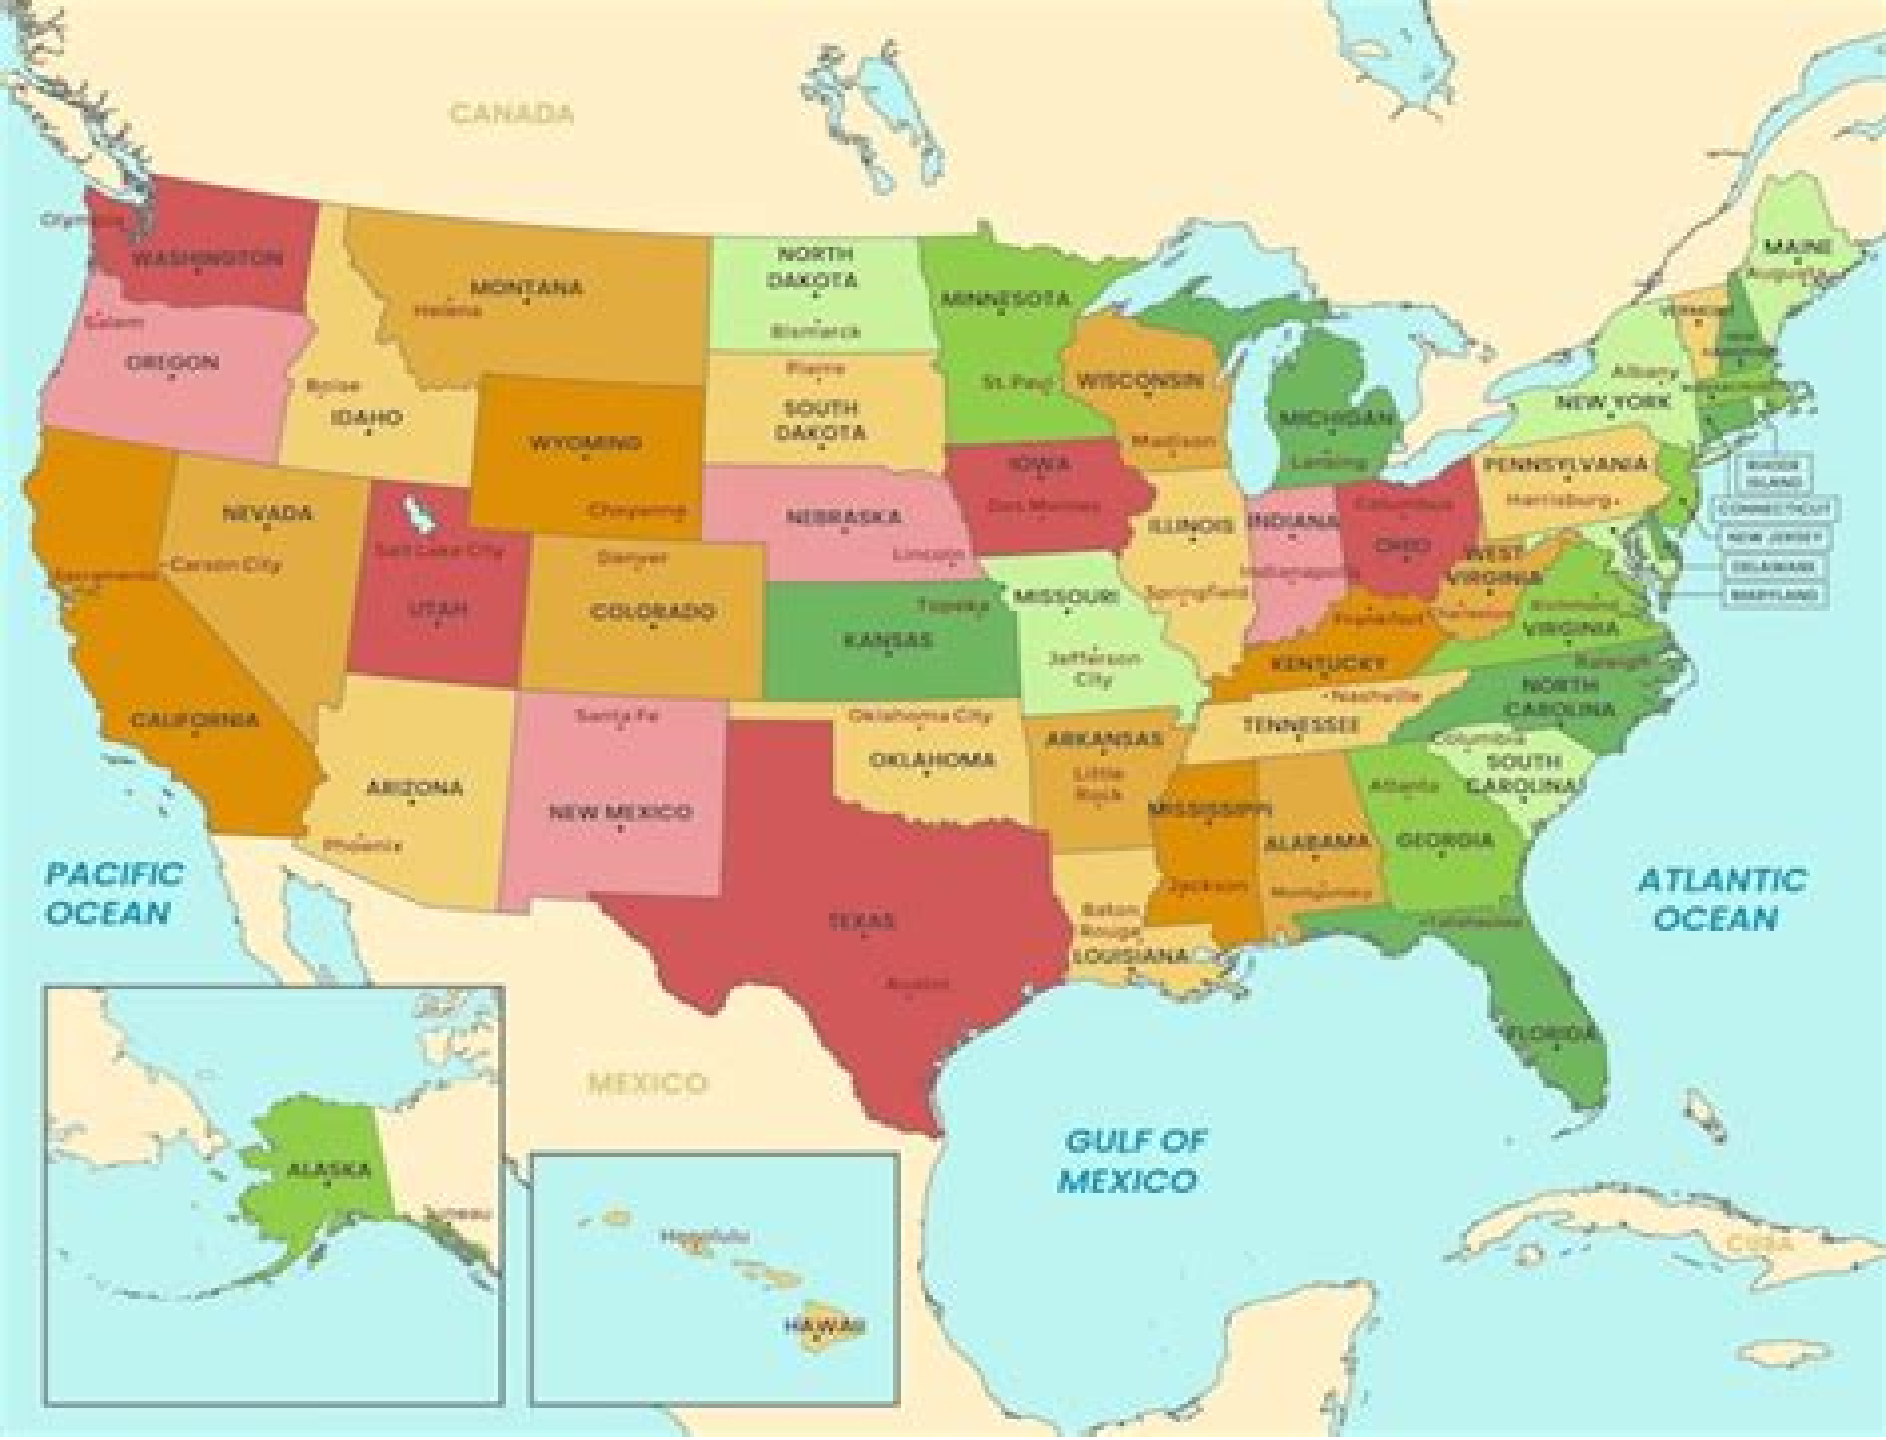 CANADA
WASHINGTON
MONTANA
Helena
NORTH
DAKOTA
Bismarck
MINNESOTA
St. Paul
MAINE
Augusta
VERMONT
Salem
OREGON
Boise
IDAHO
WYOMING
Cheyenne
Pierre
SOUTH
DAKOTA
WISCONSIN
Madison
MICHIGAN
Lansing
Albany
NEW YORK
NEVADA
Carson City
Sacramento
CALIFORNIA
Salt Lake City
UTAH
Denver
COLORADO
NEBRASKA
Lincoln
IOWA
Des Moines
ILLINOIS
Springfield
INDIANA
Indianapolis
Columbus
OHIO
PENNSYLVANIA
Harrisburg
RHODE
ISLAND
CONNECTICUT
NEW JERSEY
DELAWARE
MARYLAND
Topeka
KANSAS
MISSOURI
Jefferson
City
WEST
VIRGINIA
Charleston
Richmond
VIRGINIA
Frankfort
KENTUCKY
Raleigh
NORTH
CAROLINA
Nashville
TENNESSEE
Columbia
SOUTH
CAROLINA
ARIZONA
Phoenix
Santa Fe
NEW MEXICO
Oklahoma City
OKLAHOMA
ARKANSAS
Little
Rock
MISSISSIPPI
Jackson
ALABAMA
Montgomery
Atlanta
GEORGIA
TEXAS
Austin
Baton
Rouge
LOUISIANA
Tallahassee
FLORIDA
PACIFIC
OCEAN
ATLANTIC
OCEAN
MEXICO
GULF OF
MEXICO
ALASKA
Juneau
Honolulu
HAWAII
CUBA